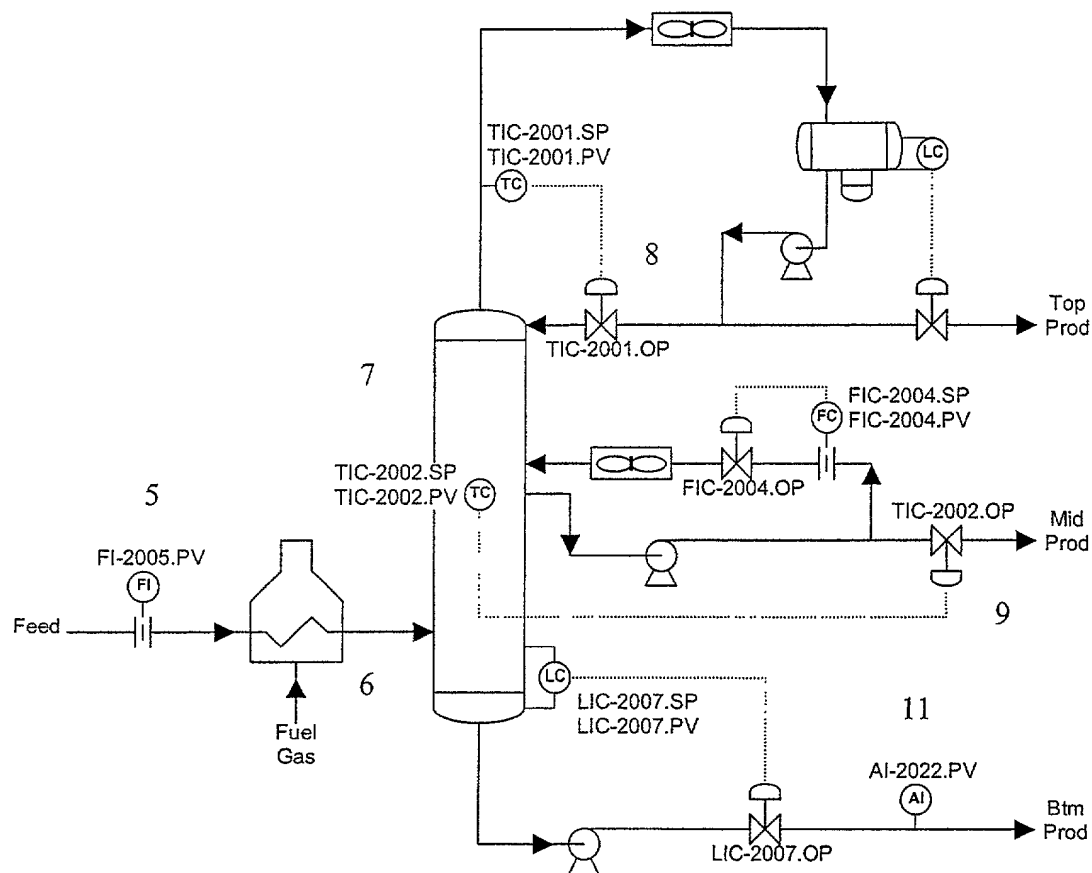 TIC-2001.SP
TIC-2001.PV
TC
LC
8
TIC-2001.OP
Top
Prod
7
FIC-2004.SP
FIC-2004.PV
FC
FIC-2004.OP
TIC-2002.SP
TIC-2002.PV
TC
TIC-2002.OP
Mid
Prod
5
FI-2005.PV
FI
9
Feed
6
Fuel
Gas
LC
LIC-2007.SP
LIC-2007.PV
11
AI-2022.PV
AI
Btm
Prod
LIC-2007.OP